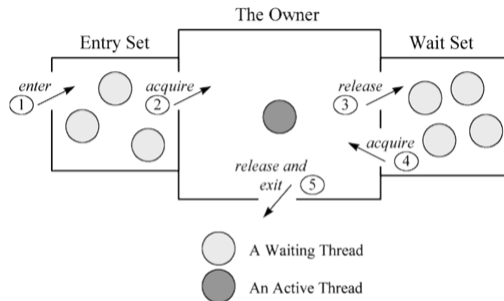 The Owner
Entry Set
Wait Set
enter
1
acquire
2
release
3
acquire
4
release and
exit
5
A Waiting Thread
An Active Thread